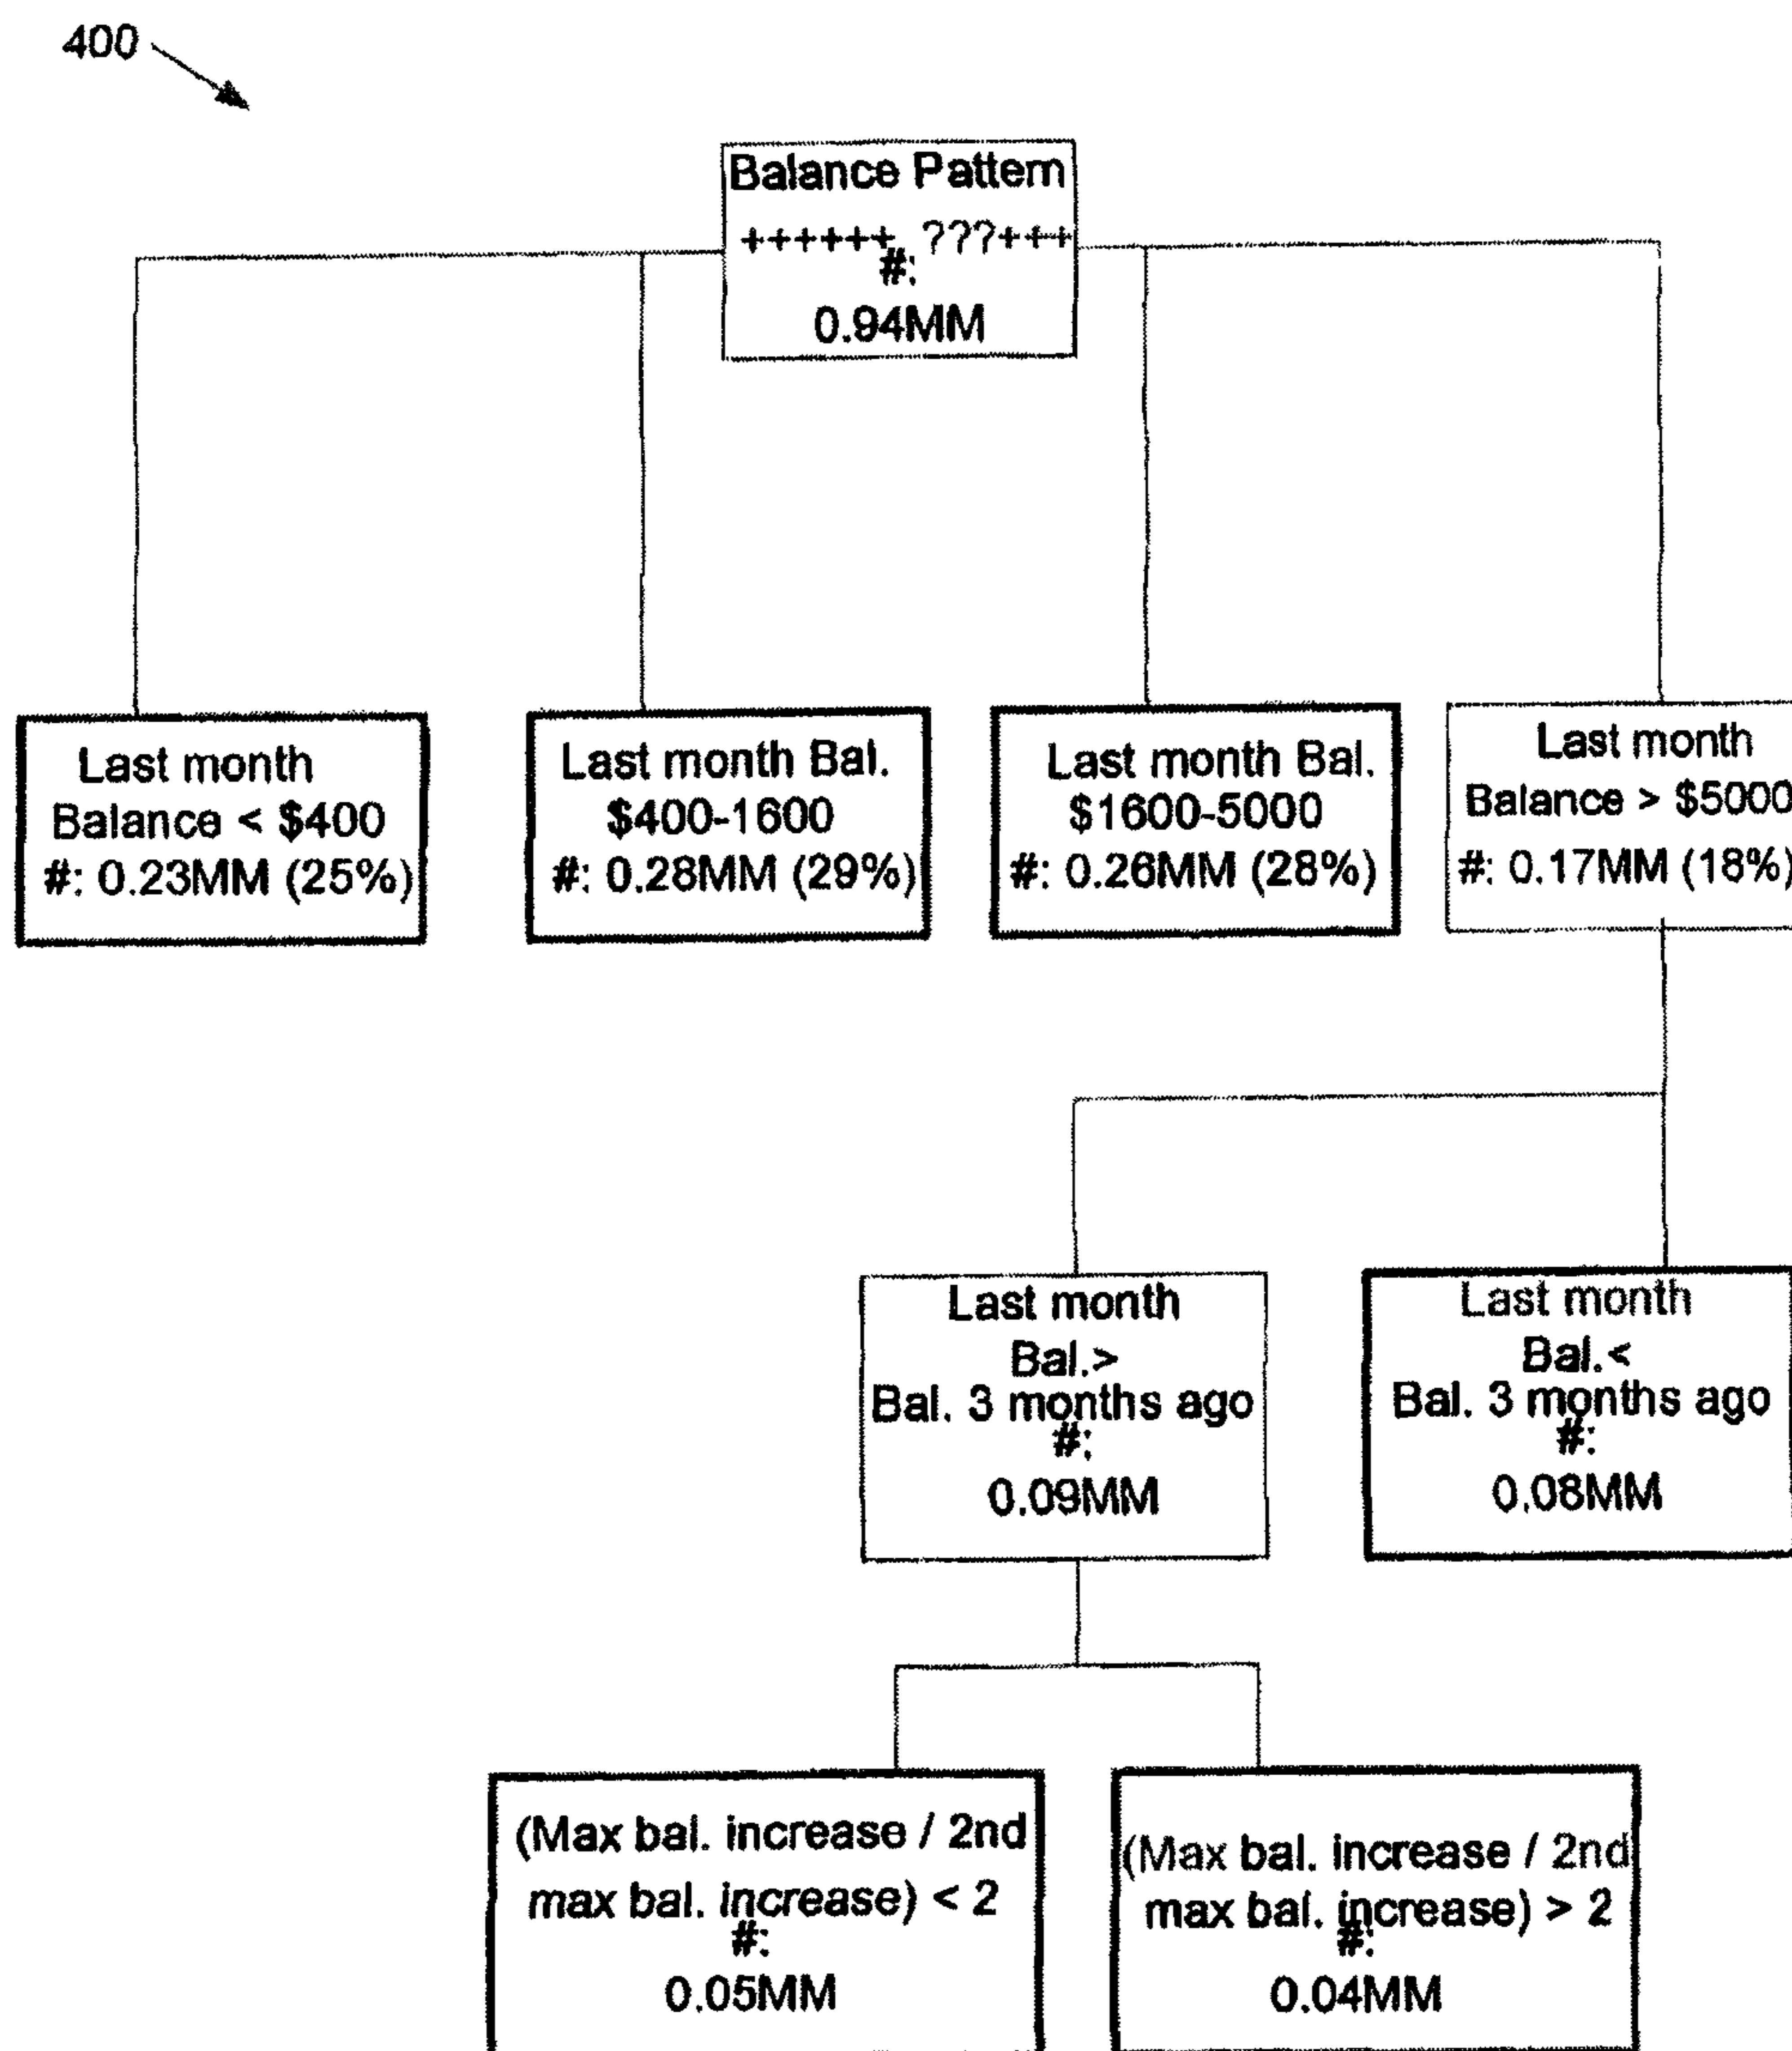 400
Balance Pattern
++++++, ???+++
#:
0.94MM
Last month
Balance < $400
#: 0.23MM (25%)
Last month Bal.
$400-1600
#: 0.28MM (29%)
Last month Bal.
$1600-5000
#: 0.26MM (28%)
Last month
Balance > $5000
#: 0.17MM (18%)
Last month
Bal.>
Bal. 3 months ago
#:
0.09MM
Last month
Bal.<
Bal. 3 months ago
#:
0.08MM
(Max bal. increase / 2nd
max bal. increase) < 2
#:
0.05MM
(Max bal. increase / 2nd
max bal. increase) > 2
#:
0.04MM